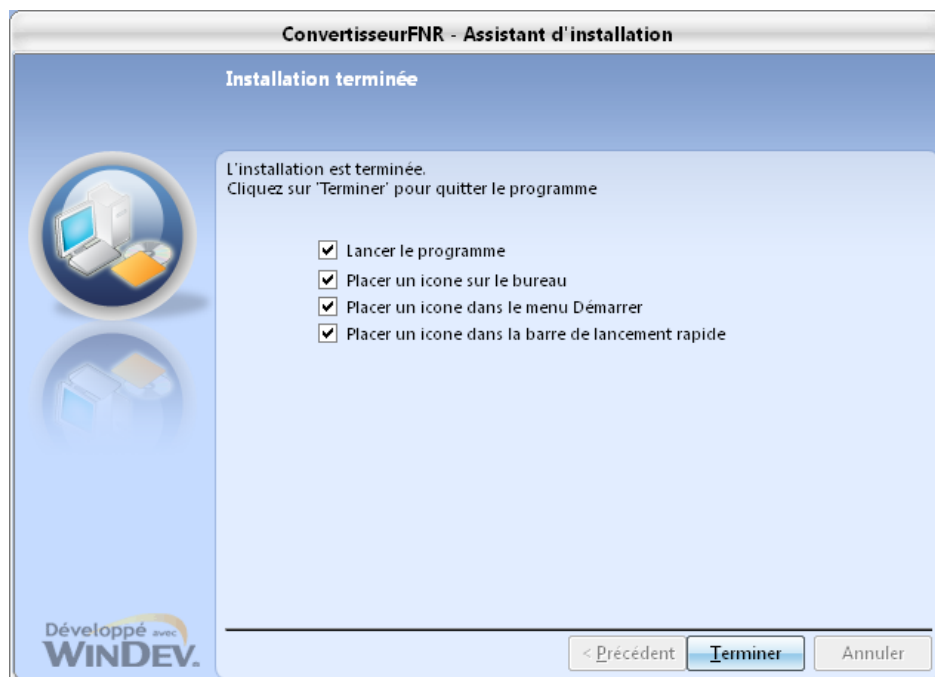 ConvertisseurFNR - Assistant d'installation
Installation terminée
L'installation est terminée.
Cliquez sur 'Terminer' pour quitter le programme
Lancer le programme
Placer un icone sur le bureau
Placer un icone dans le menu Démarrer
Placer un icone dans la barre de lancement rapide
Développé avec
WINDEV.
< Précédent
Terminer
Annuler